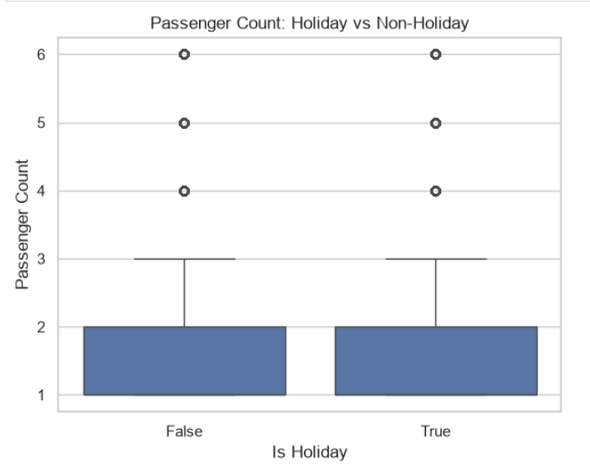 Passenger Count: Holiday vs Non-Holiday
6
5
4
3
2
1
Passenger Count
False True
Is Holiday